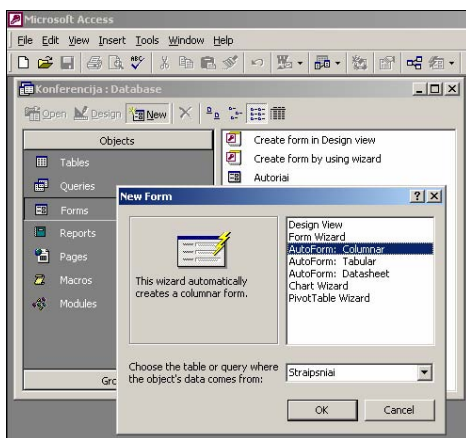 Microsoft Access
File Edit View Insert Tools Window Help
Konferencija : Database
Open Design New
Objects
Tables
Queries
Forms
Reports
Pages
Macros
Modules
Create form in Design view
Create form by using wizard
Autoriai
New Form
This wizard automatically
creates a columnar form.
Design View
Form Wizard
AutoForm: Columnar
AutoForm: Tabular
AutoForm: Datasheet
Chart Wizard
PivotTable Wizard
Choose the table or query where
the object's data comes from:
Straipsniai
Gro
OK Cancel